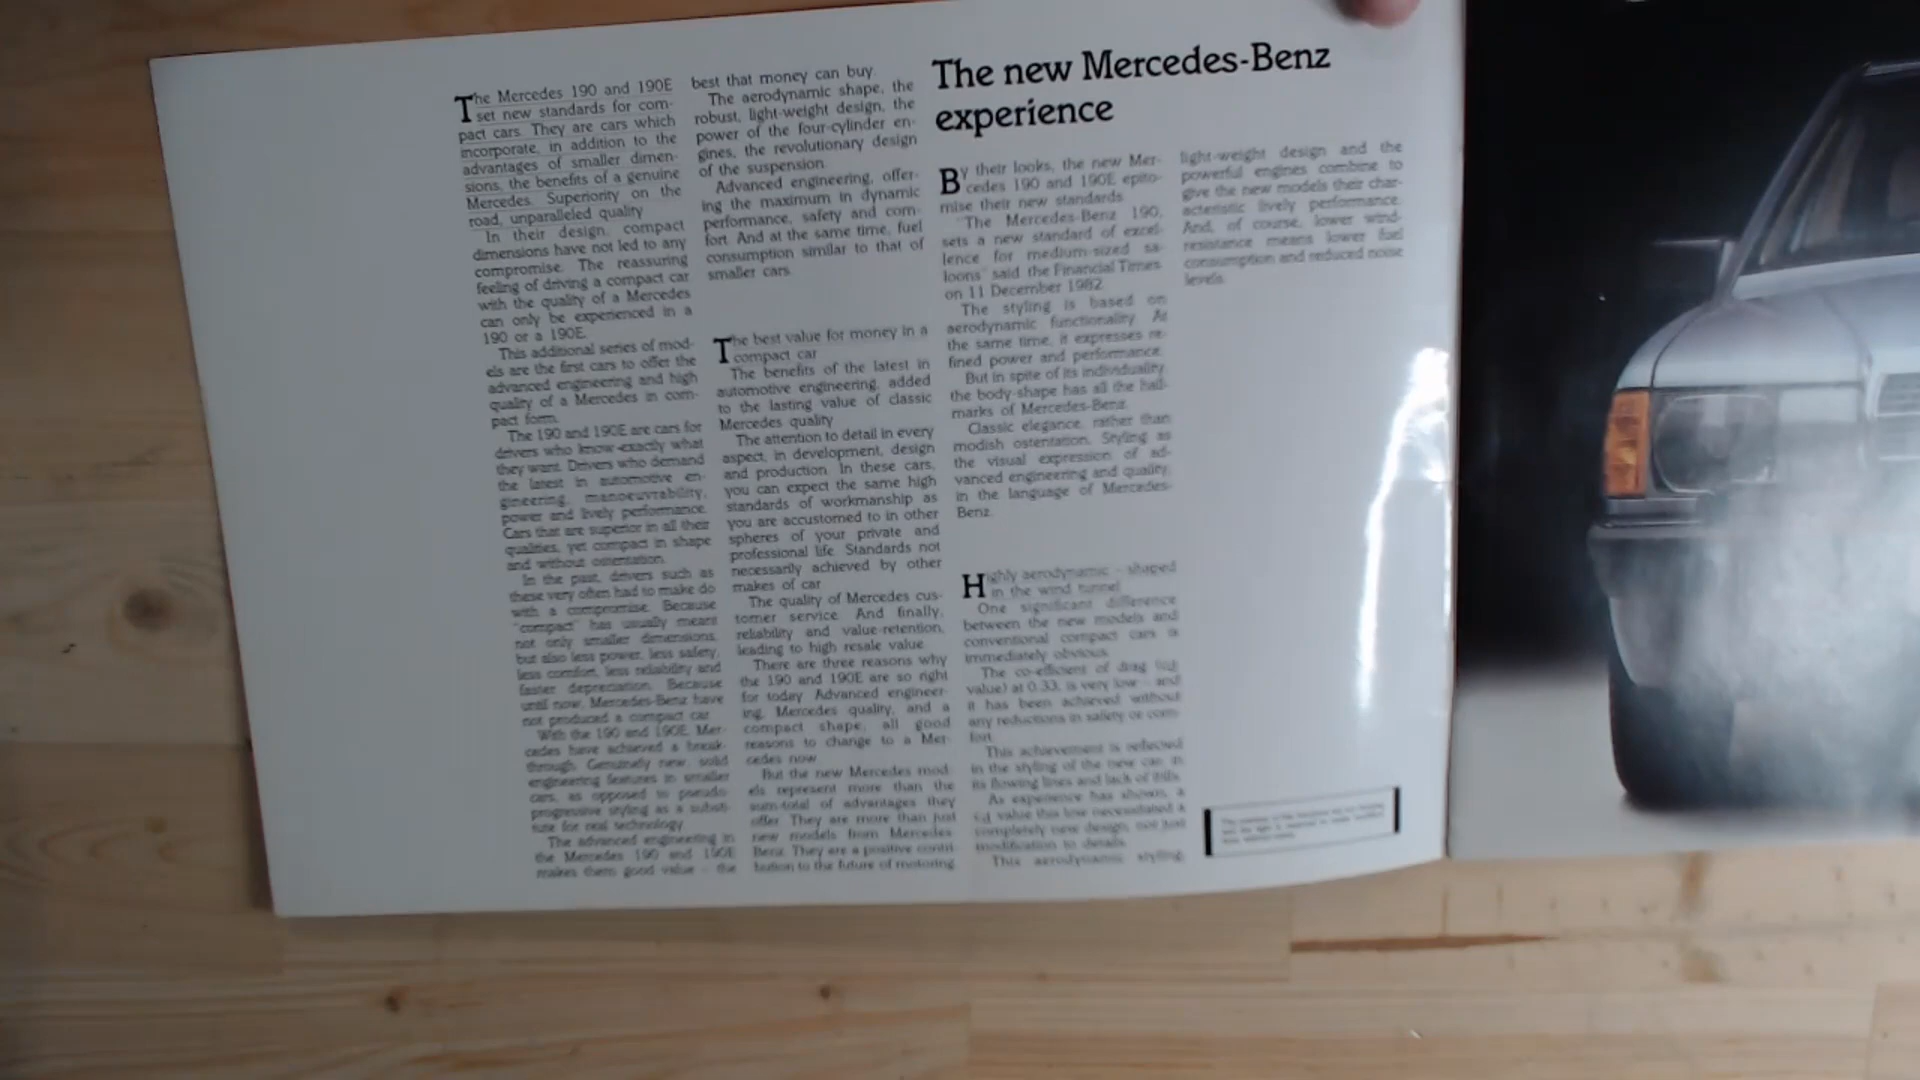 The Mercedes 190 and 190E
set new standards for com-
pact cars. They are cars which
incorporate, in addition to the
advantages of smaller dimen-
sions, the benefits of a genuine
Mercedes. Superiority on the
road, unparalleled quality
In their design, compact
dimensions have not led to any
compromise. The reassuring
feeling of driving a compact car
with the quality of a Mercedes
can only be experienced in a
190 or a 190E.
This additional series of mod-
els are the first cars to offer the
advanced engineering and high
quality of a Mercedes in com-
pact form.
The 190 and 190E are cars for
drivers who know exactly what
they want. Drivers who demand
the latest in automotive en-
gineering, manoeuvrability,
power and lively performance.
Cars that are superior in all their
qualities, yet compact in shape
and without ostentation.
In the past, drivers such as
these very often had to make do
with a compromise. Because
"compact" has usually meant
not only smaller dimensions,
but also less power, less safety,
less comfort, less reliability and
faster depreciation. Because
until now, Mercedes-Benz have
not produced a compact car.
With the 190 and 190E, Mer-
cedes have achieved a break-
through. Genuinely new, solid
engineering features in smaller
cars, as opposed to pseudo-
progressive styling as a substi-
tute for real technology.
The advanced engineering in
the Mercedes 190 and 190E
makes them good value - the
best that money can buy.
The aerodynamic shape, the
robust, light-weight design, the
power of the four-cylinder en-
gines, the revolutionary design
of the suspension.
Advanced engineering, offer-
ing the maximum in dynamic
performance, safety and com-
fort. And at the same time, fuel
consumption similar to that of
smaller cars.
The best value for money in a
compact car
The benefits of the latest in
automotive engineering, added
to the lasting value of classic
Mercedes quality
The attention to detail in every
aspect, in development, design
and production. In these cars,
you can expect the same high
standards of workmanship as
you are accustomed to in other
spheres of your private and
professional life. Standards not
necessarily achieved by other
makes of car
The quality of Mercedes cus-
tomer service. And finally,
reliability and value-retention,
leading to high resale value
There are three reasons why
the 190 and 190E are so right
for today. Advanced engineer-
ing, Mercedes quality, and a
compact shape, all good
reasons to change to a Mer-
cedes now
But the new Mercedes mod-
els represent more than the
sum-total of advantages they
offer. They are more than just
new models from Mercedes-
Benz. They are a positive contri-
bution to the future of motoring
The new Mercedes-Benz
experience
By their looks, the new Mer-
cedes 190 and 190E epito-
mise their new standards
"The Mercedes-Benz 190,
sets a new standard of excel-
lence for medium-sized sa-
loons" said the Financial Times
on 11 December 1982.
The styling is based on
aerodynamic functionality. At
the same time, it expresses re-
fined power and performance.
But in spite of its individuality,
the body-shape has all the hall-
marks of Mercedes-Benz.
Classic elegance, rather than
modish ostentation. Styling as
the visual expression of ad-
vanced engineering and quality,
in the language of Mercedes-
Benz.
Highly aerodynamic - shaped
in the wind tunnel
One significant difference
between the new models and
conventional compact cars is
immediately obvious.
The co-efficient of drag (cd
value) at 0.33, is very low - and
it has been achieved without
any reductions in safety or com-
fort.
This achievement is reflected
in the styling of the new car, in
its flowing lines and lack of frills.
As experience has shown, a
cd value this low necessitated a
completely new design, not just
modification to details.
This aerodynamic styling,
light-weight design and the
powerful engines combine to
give the new models their char-
acteristic lively performance.
And, of course, lower wind-
resistance means lower fuel
consumption and reduced noise
levels.